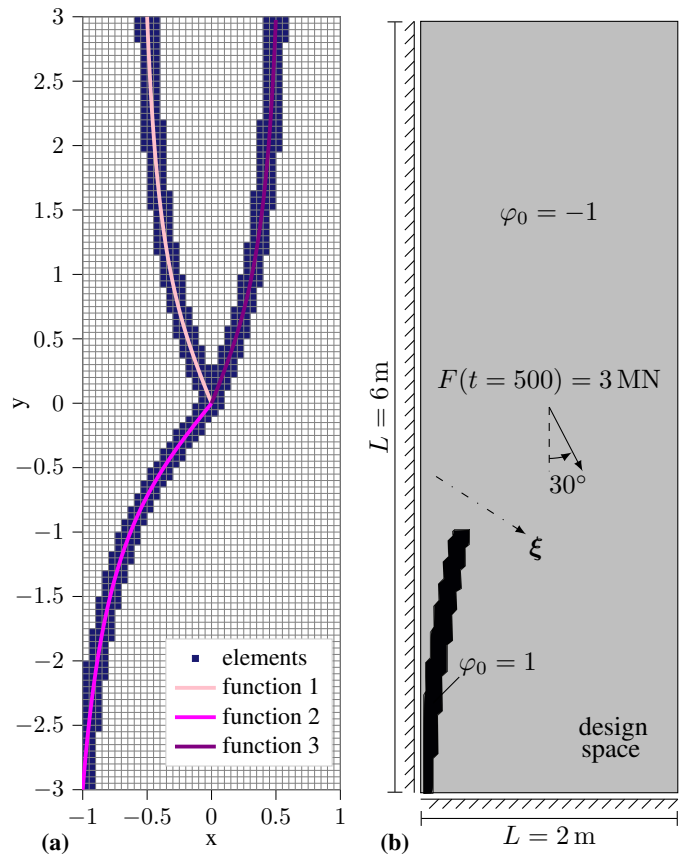 3
2.5
2
1.5
1
0.5
0
−0.5
−1
−1.5
−2
−2.5
−3
y
−1
−0.5
0
0.5
1
x
elements
function 1
function 2
function 3
(a)
L = 6 m
φ₀ = −1
F(t = 500) = 3 MN
30°
ξ
φ₀ = 1
design
space
L = 2 m
(b)